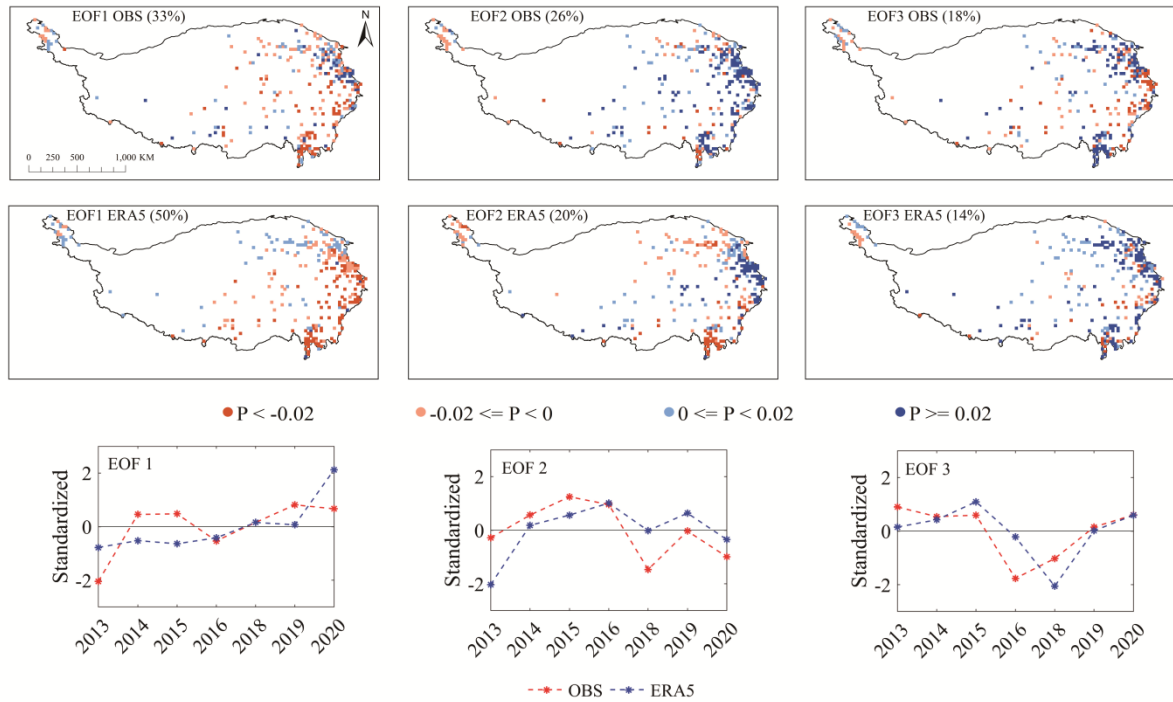 EOF1 OBS (33%)
N
0 250 500 1,000 KM
EOF2 OBS (26%)
EOF3 OBS (18%)
EOF1 ERA5 (50%)
EOF2 ERA5 (20%)
EOF3 ERA5 (14%)
P < -0.02
-0.02 <= P < 0
0 <= P < 0.02
P >= 0.02
EOF 1
Standardized
2
0
-2
2013 2014 2015 2016 2018 2019 2020
EOF 2
Standardized
2
0
-2
2013 2014 2015 2016 2018 2019 2020
EOF 3
Standardized
2
0
-2
2013 2014 2015 2016 2018 2019 2020
OBS ERA5